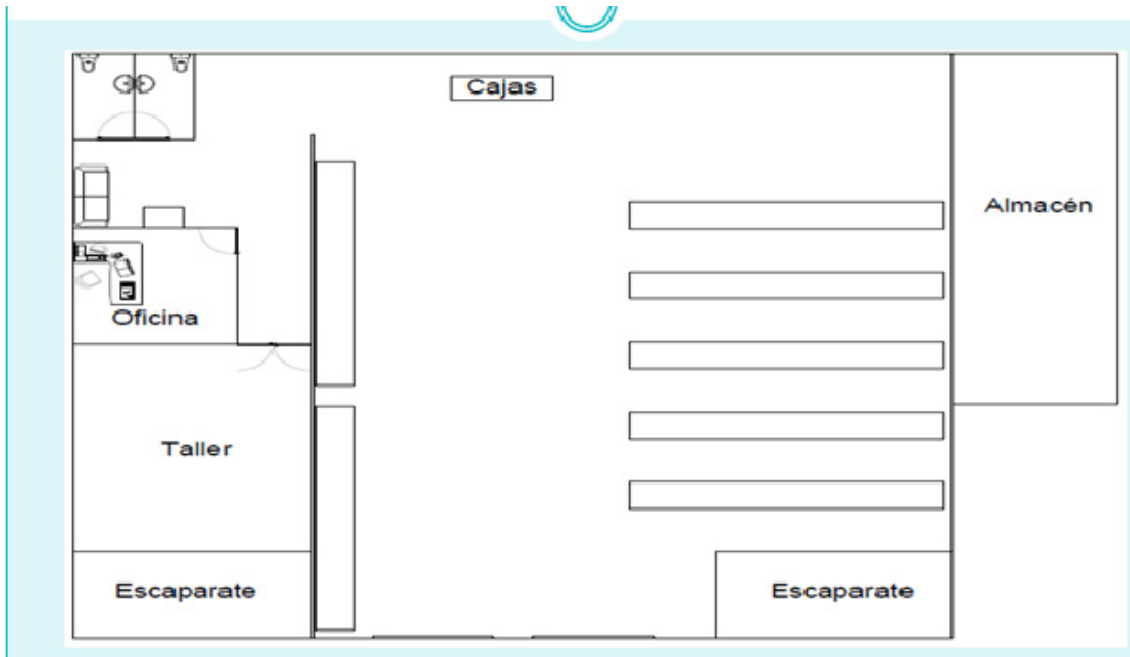 Cajas
Almacén
Oficina
Taller
Escaparate
Escaparate